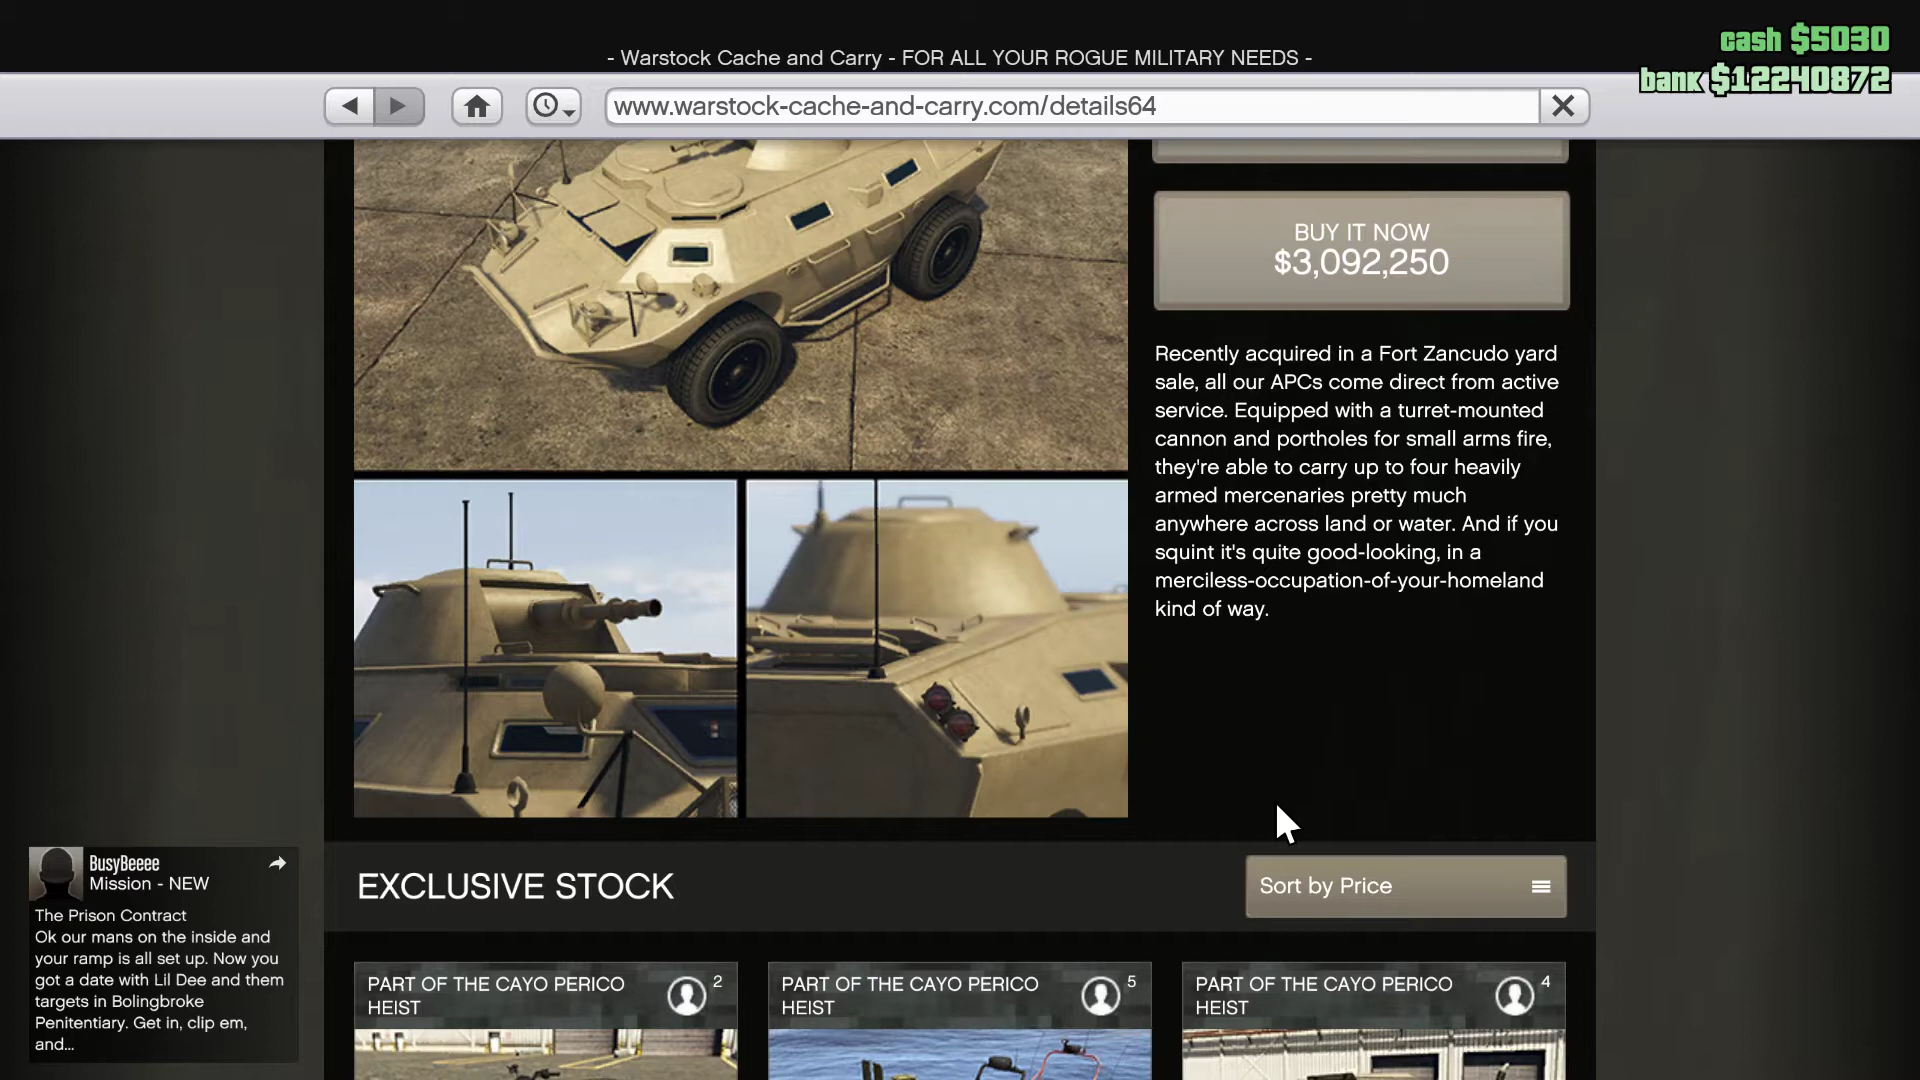 - Warstock Cache and Carry - FOR ALL YOUR ROGUE MILITARY NEEDS -
cash $5030
bank $12240872
www.warstock-cache-and-carry.com/details64
BUY IT NOW
$3,092,250
Recently acquired in a Fort Zancudo yard
sale, all our APCs come direct from active
service. Equipped with a turret-mounted
cannon and portholes for small arms fire,
they're able to carry up to four heavily
armed mercenaries pretty much
anywhere across land or water. And if you
squint it's quite good-looking, in a
merciless-occupation-of-your-homeland
kind of way.
EXCLUSIVE STOCK
Sort by Price
BusyBeeee
Mission - NEW
The Prison Contract
Ok our mans on the inside and
your ramp is all set up. Now you
got a date with Lil Dee and them
targets in Bolingbroke
Penitentiary. Get in, clip em,
and...
PART OF THE CAYO PERICO
HEIST
2
PART OF THE CAYO PERICO
HEIST
5
PART OF THE CAYO PERICO
HEIST
4